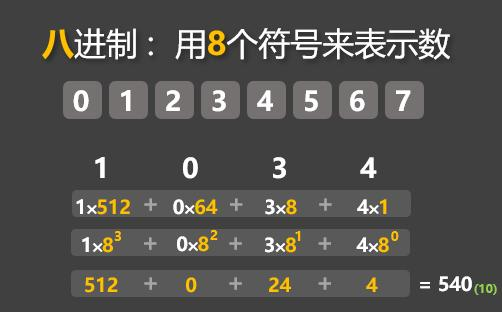 八进制：用8个符号来表示数
0 1 2 3 4 5 6 7
1 0 3 4
1×512 + 0×64 + 3×8 + 4×1
1×8³ + 0×8² + 3×8¹ + 4×8⁰
512 + 0 + 24 + 4 = 540(10)